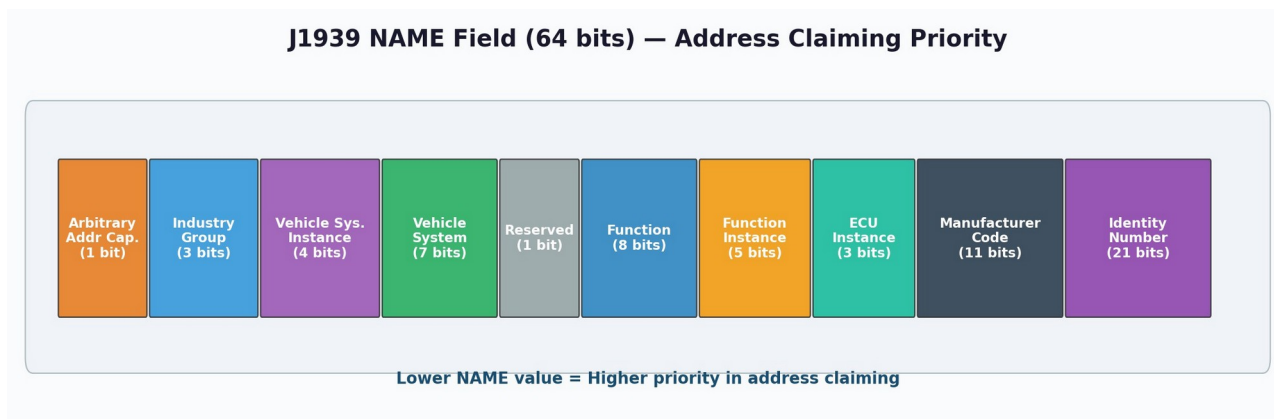 J1939 NAME Field (64 bits) — Address Claiming Priority
Arbitrary
Addr Cap.
(1 bit)
Industry
Group
(3 bits)
Vehicle Sys.
Instance
(4 bits)
Vehicle
System
(7 bits)
Reserved
(1 bit)
Function
(8 bits)
Function
Instance
(5 bits)
ECU
Instance
(3 bits)
Manufacturer
Code
(11 bits)
Identity
Number
(21 bits)
Lower NAME value = Higher priority in address claiming